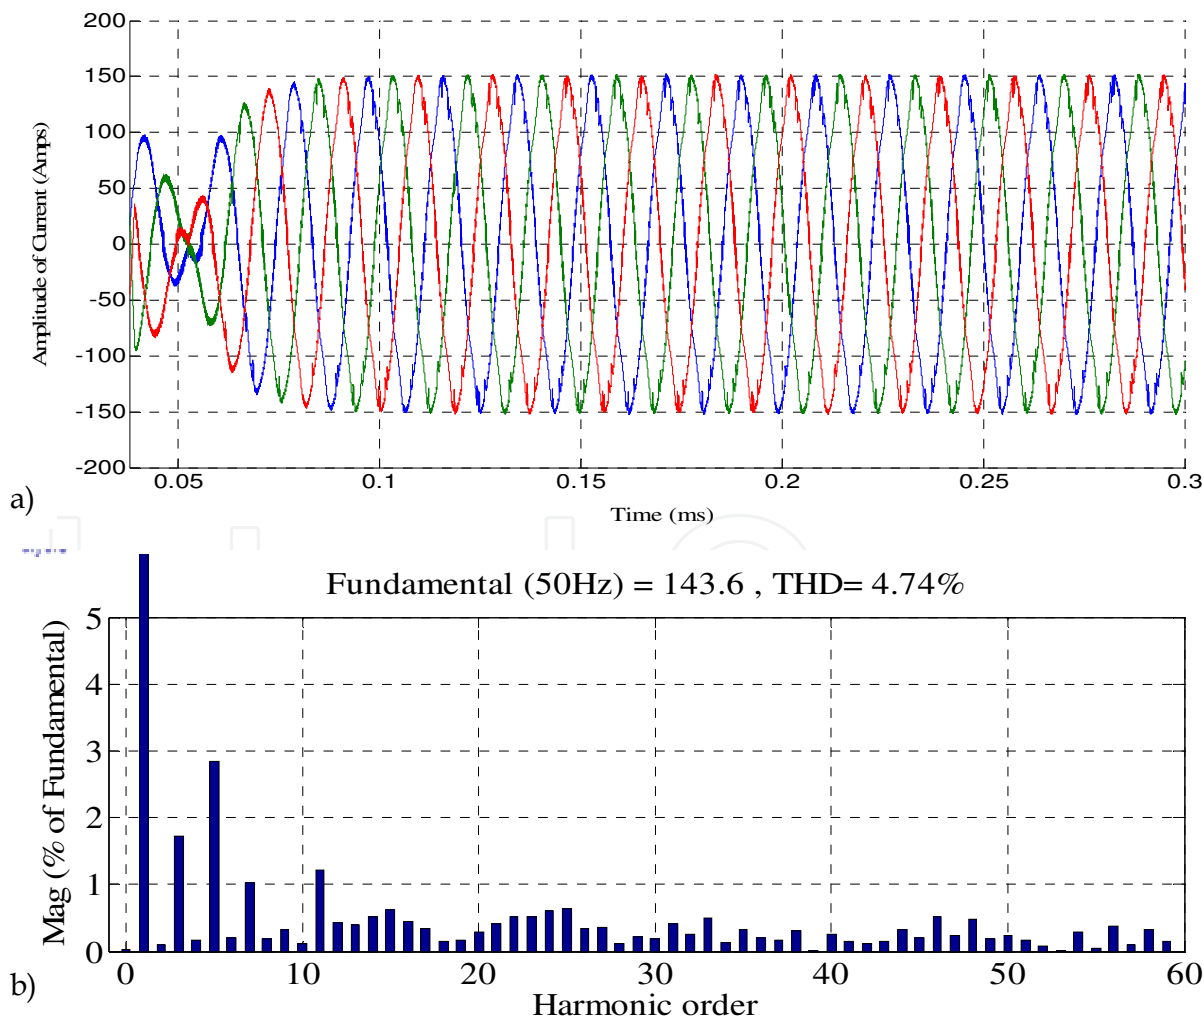 200
150
100
50
0
-50
-100
-150
-200
Amplitude of Current (Amps)
0.05 0.1 0.15 0.2 0.25 0.3
Time (ms)
a)
Fundamental (50Hz) = 143.6 , THD= 4.74%
5
4
3
2
1
0
Mag (% of Fundamental)
0 10 20 30 40 50 60
Harmonic order
b)